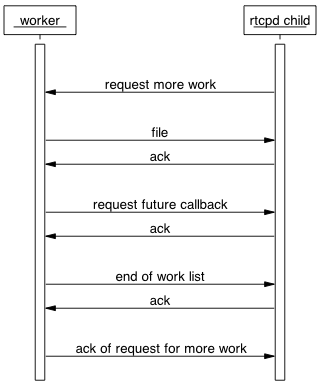 worker
rtcpd child
request more work
file
ack
request future callback
ack
end of work list
ack
ack of request for more work